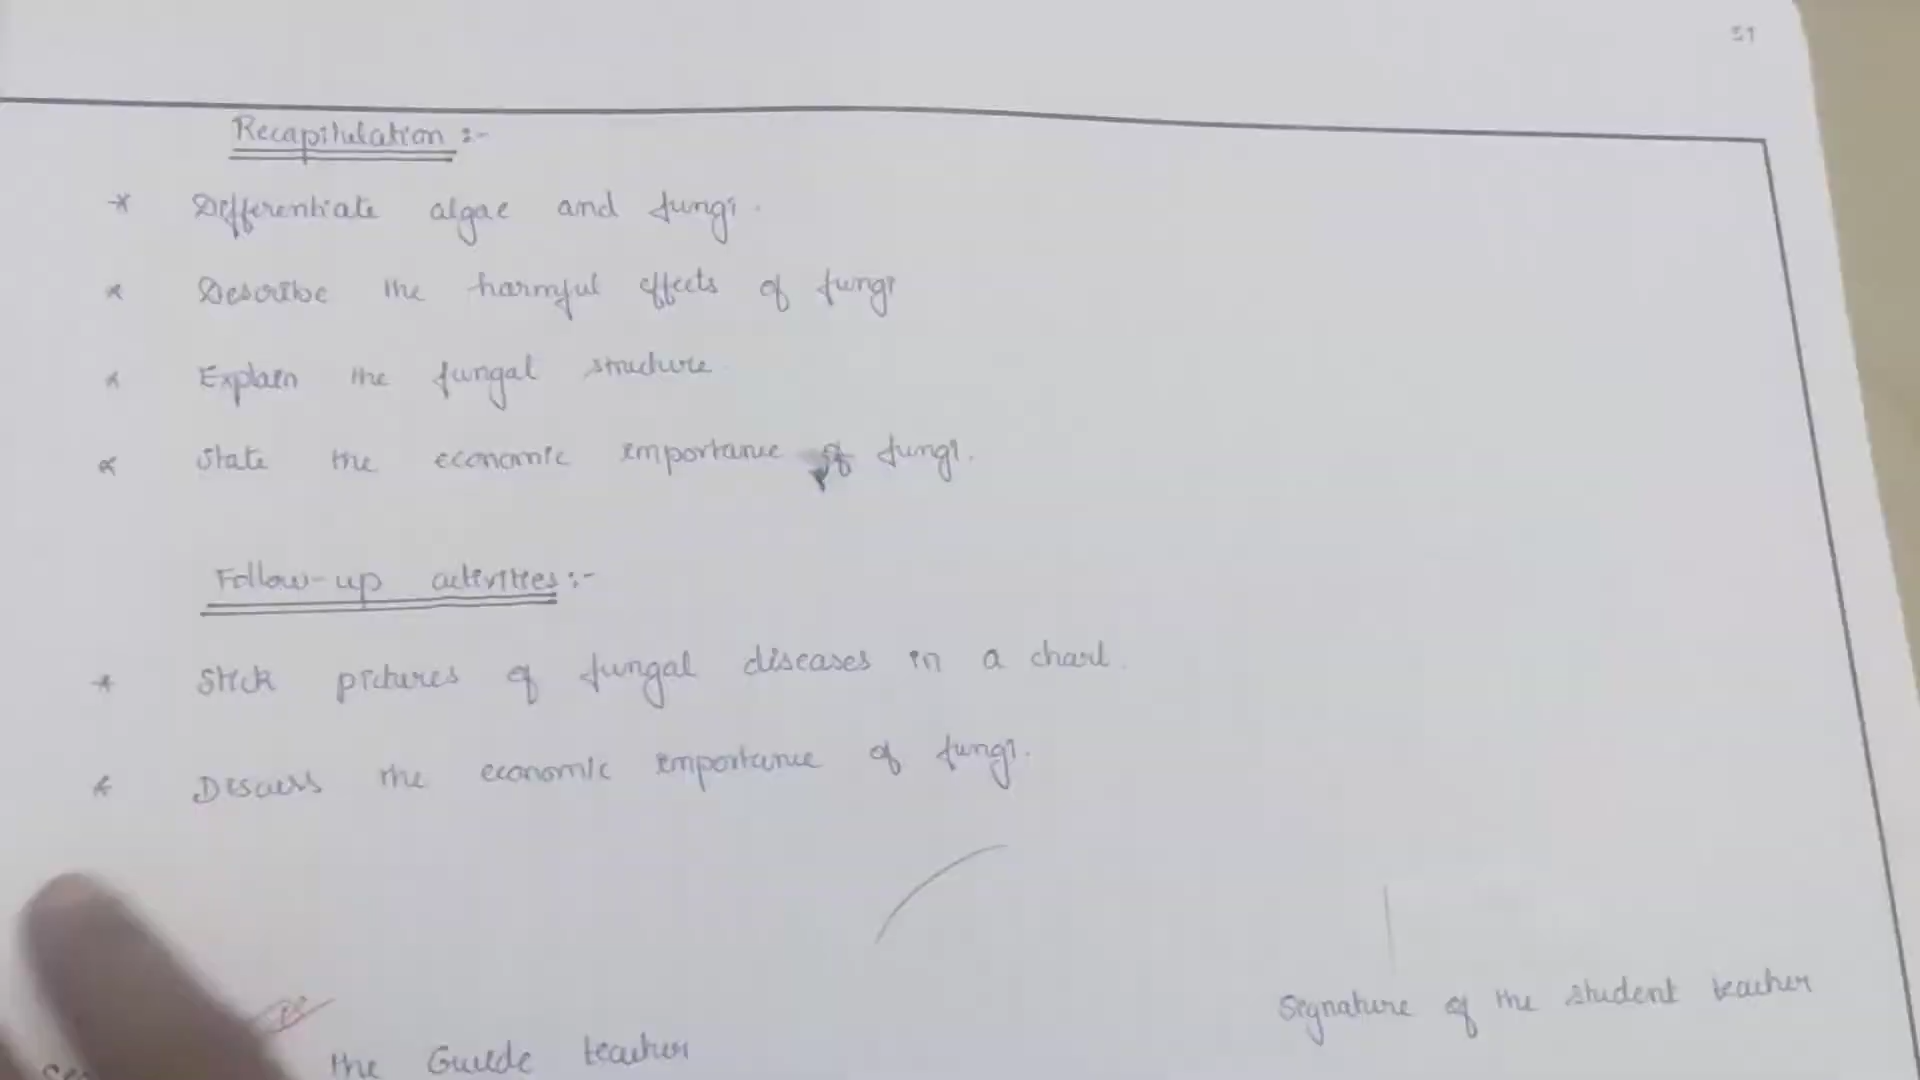 51
Recapitulation :-
* Differentiate algae and fungi.
* Describe the harmful effects of fungi
* Explain the fungal structure
* State the economic importance of fungi.
Follow-up activities:-
* Stick pictures of fungal diseases in a chart.
* Discuss the economic importance of fungi.
Signature of the student teacher
the Guide teacher